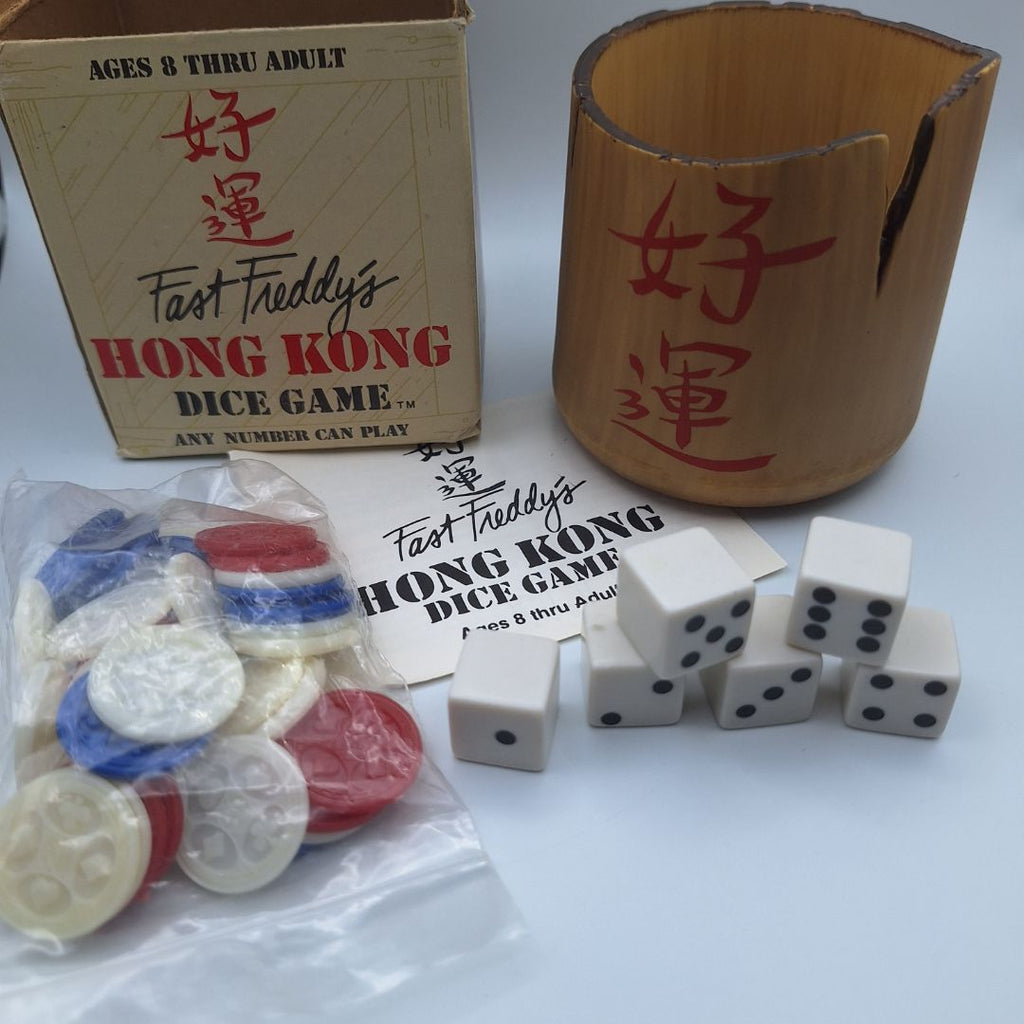 AGES 8 THRU ADULT
好
運
Fast Freddy's
HONG KONG
DICE GAME™
ANY NUMBER CAN PLAY
好
運
好
運
Fast Freddy's
HONG KONG
DICE GAME
Ages 8 thru Adult